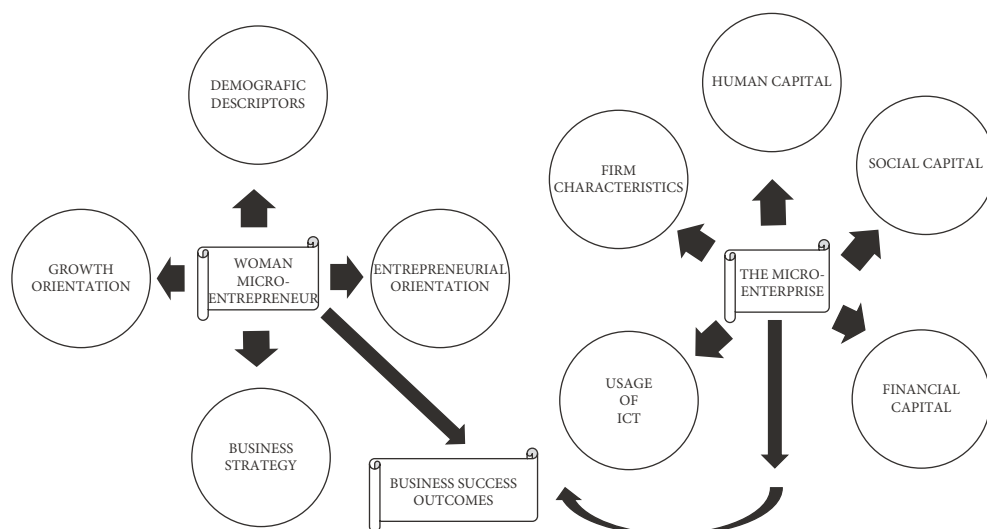 DEMOGRAFIC
DESCRIPTORS
HUMAN CAPITAL
FIRM
CHARACTERISTICS
SOCIAL CAPITAL
GROWTH
ORIENTATION
WOMAN
MICRO-
ENTREPRENEUR
ENTREPRENEURIAL
ORIENTATION
THE MICRO-
ENTERPRISE
USAGE
OF
ICT
FINANCIAL
CAPITAL
BUSINESS
STRATEGY
BUSINESS SUCCESS
OUTCOMES